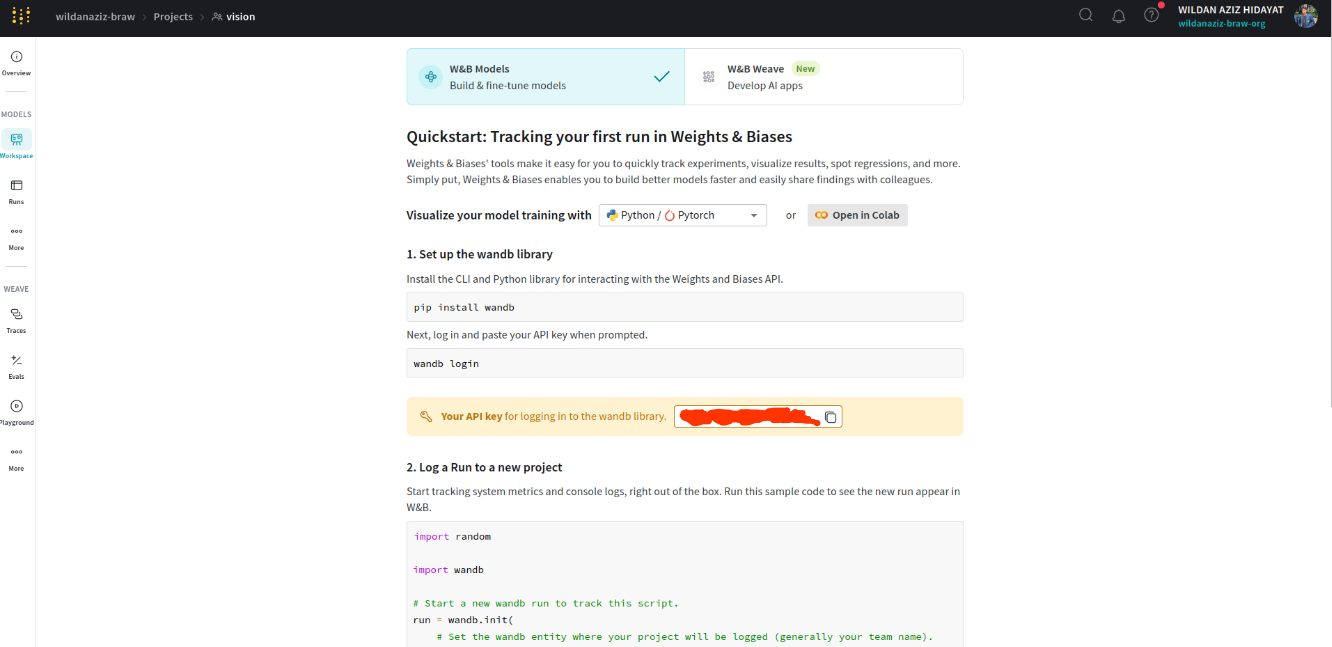 wildanaziz-braw > Projects > vision
WILDAN AZIZ HIDAYAT
wildanaziz-braw-org
Overview
MODELS
Workspace
Runs
More
WEAVE
Traces
Evals
Playground
More
W&B Models
Build & fine-tune models
W&B Weave New
Develop AI apps
Quickstart: Tracking your first run in Weights & Biases
Weights & Biases' tools make it easy for you to quickly track experiments, visualize results, spot regressions, and more.
Simply put, Weights & Biases enables you to build better models faster and easily share findings with colleagues.
Visualize your model training with Python / Pytorch or Open in Colab
1. Set up the wandb library
Install the CLI and Python library for interacting with the Weights and Biases API.
pip install wandb
Next, log in and paste your API key when prompted.
wandb login
Your API key for logging in to the wandb library.
2. Log a Run to a new project
Start tracking system metrics and console logs, right out of the box. Run this sample code to see the new run appear in
W&B.
import random
import wandb
# Start a new wandb run to track this script.
run = wandb.init(
# Set the wandb entity where your project will be logged (generally your team name).